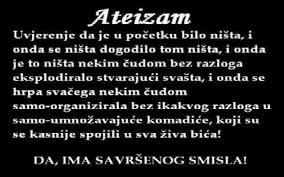 Ateizam
Uvjerenje da je u početku bilo ništa, i
onda se ništa dogodilo tom ništa, i onda
je to ništa nekim čudom bez razloga
eksplodiralo stvarajući svašta, i onda se
hrpa svačega nekim čudom
samo-organizirala bez ikakvog razloga u
samo-umnožavajuće komadiće, koji su
se kasnije spojili u sva živa bića!
DA, IMA SAVRŠENOG SMISLA!